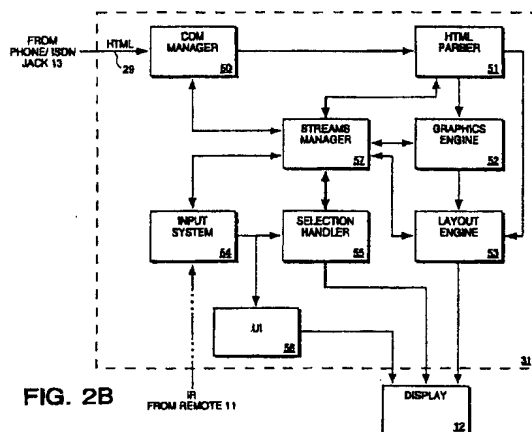 FROM
PHONE/ISDN
JACK 13
HTML
29
COM
MANAGER
50
HTML
PARSER
51
STREAMS
MANAGER
57
GRAPHICS
ENGINE
52
INPUT
SYSTEM
54
SELECTION
HANDLER
55
LAYOUT
ENGINE
53
UI
56
31
FIG. 2B
IR
FROM REMOTE 11
DISPLAY
12